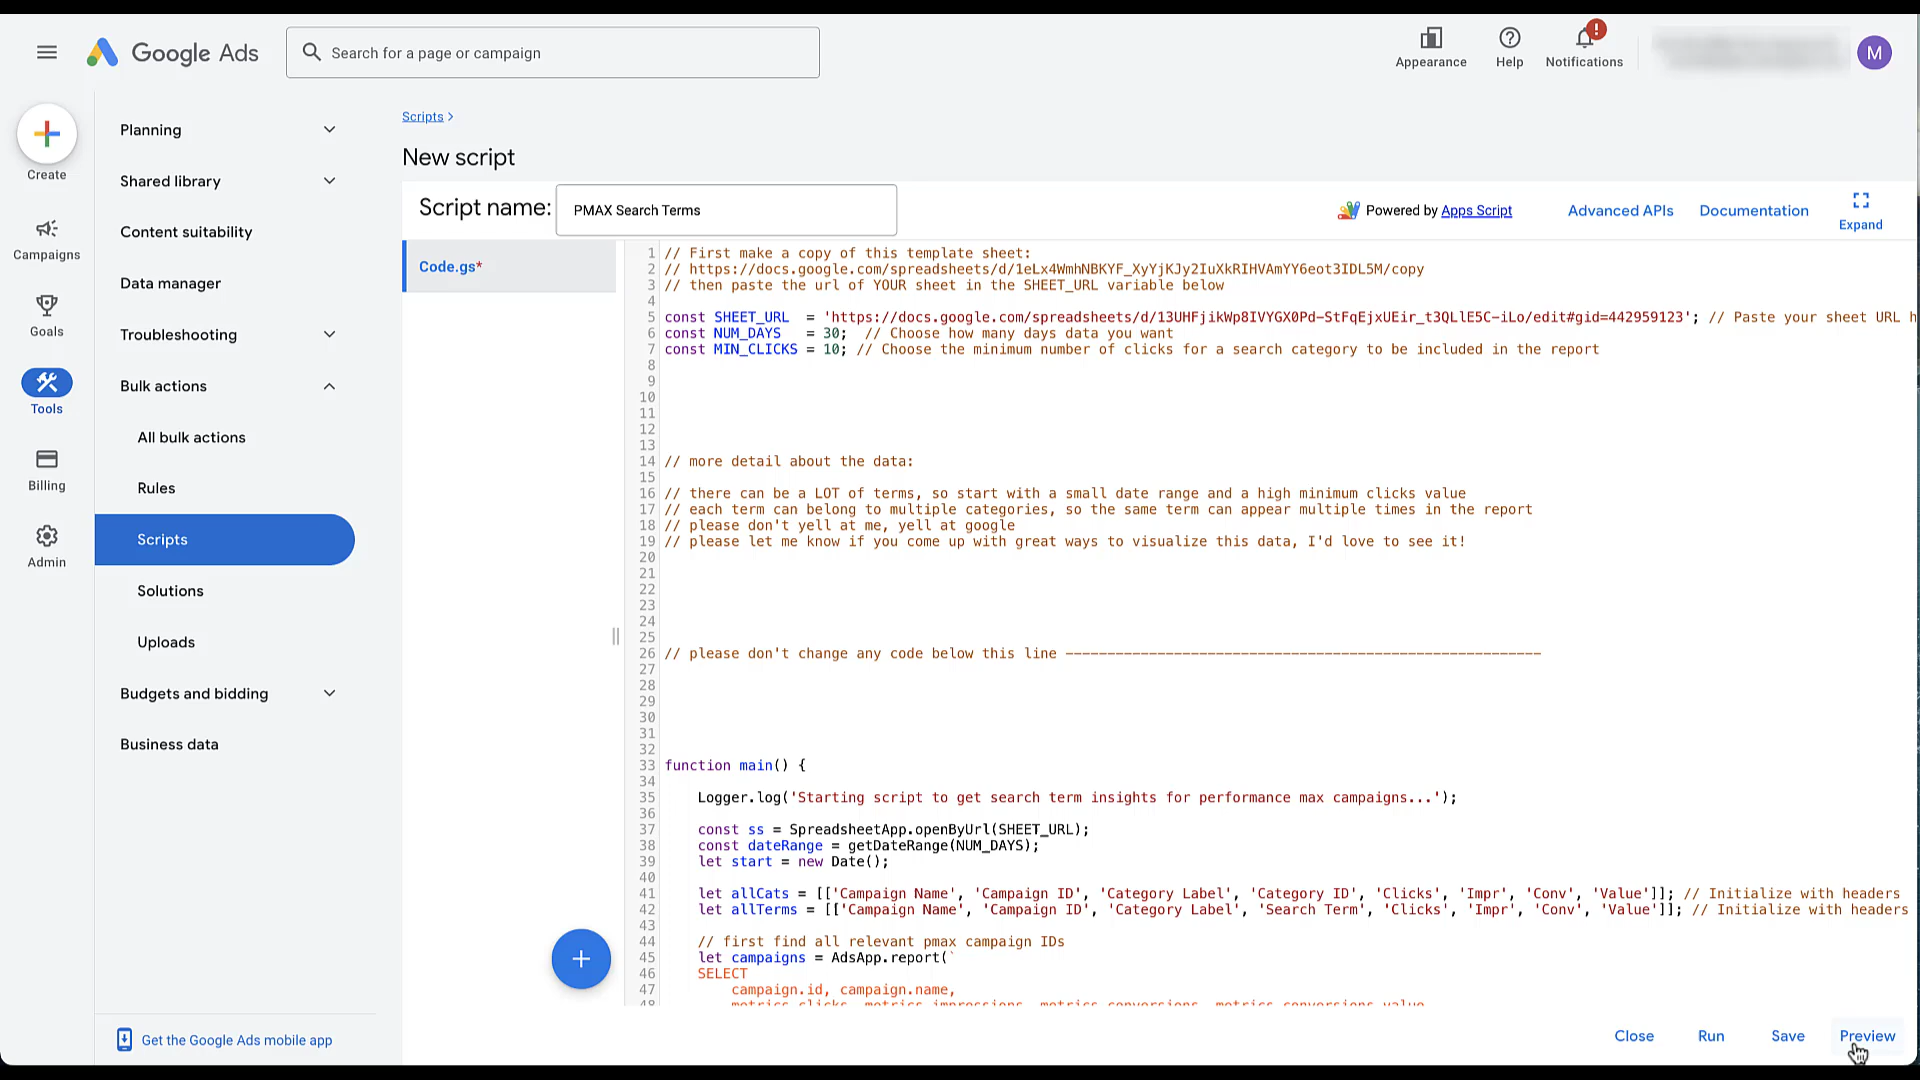 Google Ads
Search for a page or campaign
Appearance
Help
Notifications
!
M
Create
Campaigns
Goals
Tools
Billing
Admin
Planning
Shared library
Content suitability
Data manager
Troubleshooting
Bulk actions
All bulk actions
Rules
Scripts
Solutions
Uploads
Budgets and bidding
Business data
Get the Google Ads mobile app
Scripts >
New script
Script name: PMAX Search Terms
Powered by Apps Script
Advanced APIs
Documentation
Expand
Code.gs*
1 // First make a copy of this template sheet:
2 // https://docs.google.com/spreadsheets/d/1eLx4WmhNBKYF_XyYjKJy2IuXkRIHVAmYY6eot3IDL5M/copy
3 // then paste the url of YOUR sheet in the SHEET_URL variable below
4
5 const SHEET_URL = 'https://docs.google.com/spreadsheets/d/13UHFjikWp8IVYGX0Pd-StFqEjxUEir_t3QLlE5C-iLo/edit#gid=442959123'; // Paste your sheet URL h
6 const NUM_DAYS = 30; // Choose how many days data you want
7 const MIN_CLICKS = 10; // Choose the minimum number of clicks for a search category to be included in the report
8
9
10
11
12
13
14 // more detail about the data:
15
16 // there can be a LOT of terms, so start with a small date range and a high minimum clicks value
17 // each term can belong to multiple categories, so the same term can appear multiple times in the report
18 // please don't yell at me, yell at google
19 // please let me know if you come up with great ways to visualize this data, I'd love to see it!
20
21
22
23
24
25
26 // please don't change any code below this line ----------------------------------------------------------
27
28
29
30
31
32
33 function main() {
34
35 Logger.log('Starting script to get search term insights for performance max campaigns...');
36
37 const ss = SpreadsheetApp.openByUrl(SHEET_URL);
38 const dateRange = getDateRange(NUM_DAYS);
39 let start = new Date();
40
41 let allCats = [['Campaign Name', 'Campaign ID', 'Category Label', 'Category ID', 'Clicks', 'Impr', 'Conv', 'Value']]; // Initialize with headers
42 let allTerms = [['Campaign Name', 'Campaign ID', 'Category Label', 'Search Term', 'Clicks', 'Impr', 'Conv', 'Value']]; // Initialize with headers
43
44 // first find all relevant pmax campaign IDs
45 let campaigns = AdsApp.report(`
46 SELECT
47 campaign.id, campaign.name,
48 metrics.clicks, metrics.impressions, metrics.conversions, metrics.conversions_value
Close
Run
Save
Preview